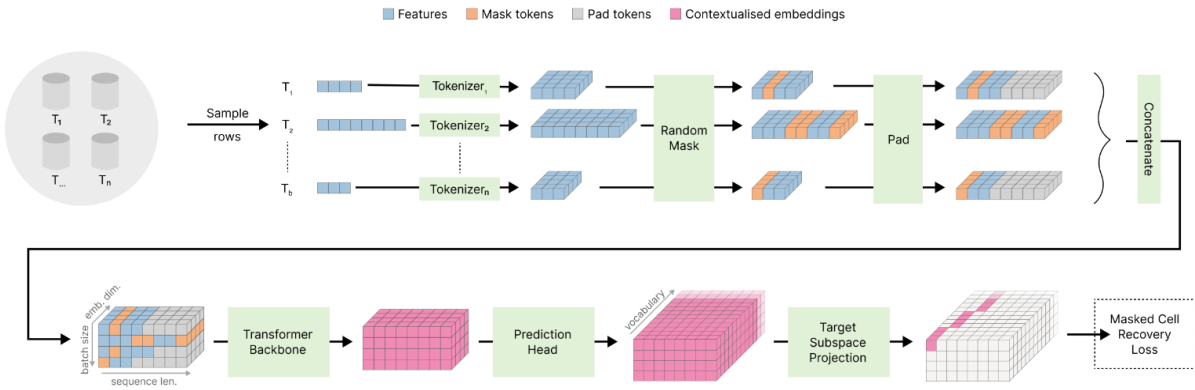 Features Mask tokens Pad tokens Contextualised embeddings
T1 T2
T... Tn
Sample
rows
T1 Tokenizer1
T2 Tokenizer2
Tb Tokenizern
Random
Mask
Pad
Concatenate
emb. dim.
batch size
sequence len.
Transformer
Backbone
Prediction
Head
vocabulary
Target
Subspace
Projection
Masked Cell
Recovery
Loss